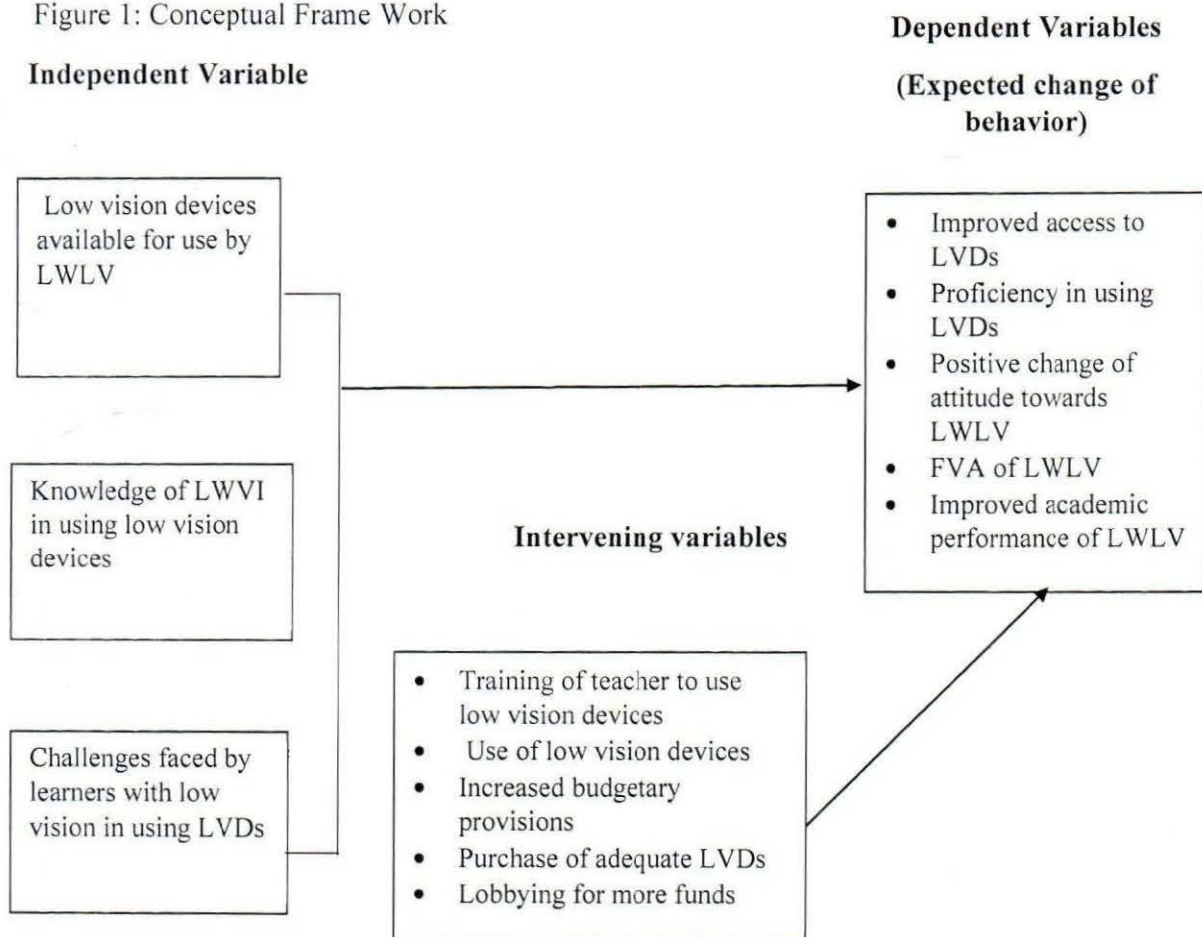 Figure 1: Conceptual Frame Work
Independent Variable
Dependent Variables
(Expected change of
behavior)
Low vision devices
available for use by
LWLV
Knowledge of LWVI
in using low vision
devices
Challenges faced by
learners with low
vision in using LVDs
Intervening variables
• Training of teacher to use
low vision devices
• Use of low vision devices
• Increased budgetary
provisions
• Purchase of adequate LVDs
• Lobbying for more funds
• Improved access to
LVDs
• Proficiency in using
LVDs
• Positive change of
attitude towards
LWLV
• FVA of LWLV
• Improved academic
performance of LWLV